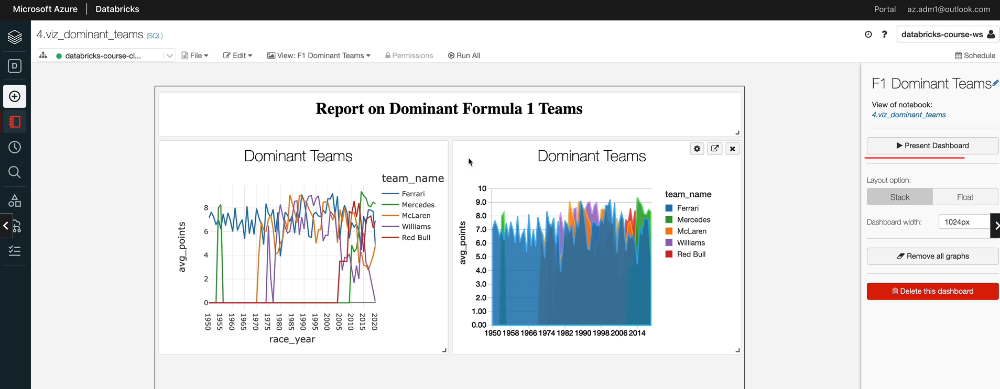 Microsoft Azure | Databricks
Portal az.adm1@outlook.com
4.viz_dominant_teams (SQL)
? databricks-course-ws
databricks-course-cl... File Edit View: F1 Dominant Teams Permissions Run All Schedule
D
Report on Dominant Formula 1 Teams
Dominant Teams
team_name
Ferrari
Mercedes
McLaren
Williams
Red Bull
avg_points
8
6
4
2
0
1950 1955 1960 1965 1970 1975 1980 1985 1990 1995 2000 2005 2010 2015 2020
race_year
Dominant Teams
team_name
Ferrari
Mercedes
McLaren
Williams
Red Bull
avg_points
10
9.0
8.0
7.0
6.0
5.0
4.0
3.0
2.0
1.00
0.00
1950 1958 1966 1974 1982 1990 1998 2006 2014
F1 Dominant Teams
View of notebook:
4.viz_dominant_teams
Present Dashboard
Layout option:
Stack Float
Dashboard width: 1024px
Remove all graphs
Delete this dashboard